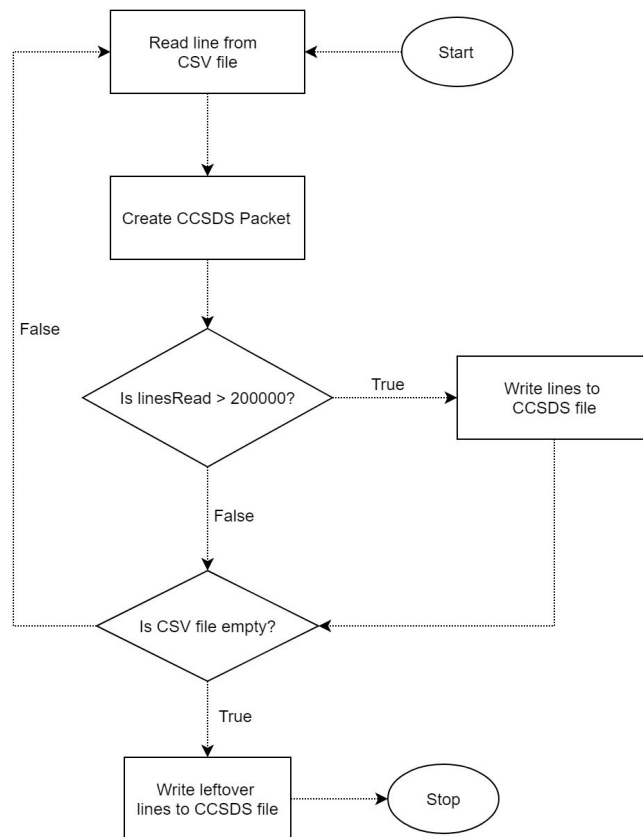 Read line from
CSV file
Start
Create CCSDS Packet
False
Is linesRead > 200000?
True
Write lines to
CCSDS file
False
Is CSV file empty?
True
Write leftover
lines to CCSDS file
Stop